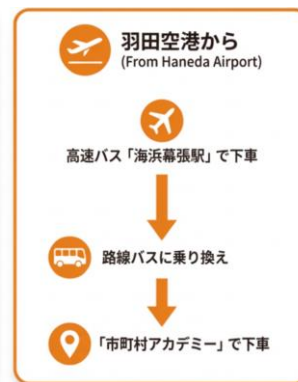 羽田空港から
(From Haneda Airport)
高速バス「海浜幕張駅」で下車
路線バスに乗り換え
「市町村アカデミー」で下車